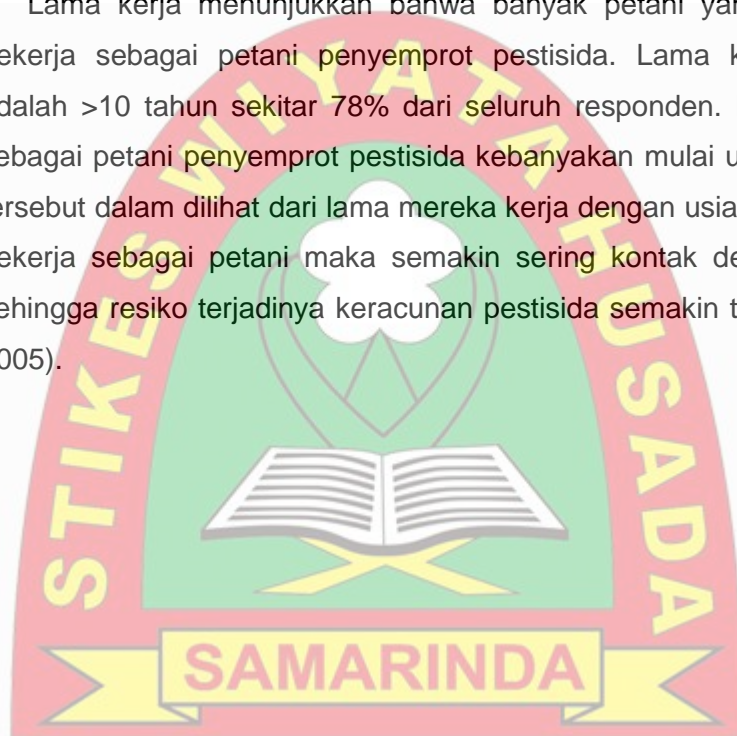 Lama kerja menunjukkan bahwa banyak petani yan
ekerja sebagai petani penyemprot pestisida. Lama k
dalah >10 tahun sekitar 78% dari seluruh responden.
ebagai petani penyemprot pestisida kebanyakan mulai u
ersebut dalam dilihat dari lama mereka kerja dengan usia
ekerja sebagai petani maka semakin sering kontak de
ehingga resiko terjadinya keracunan pestisida semakin t
005).
STIKES WIYATA HUSADA
SAMARINDA